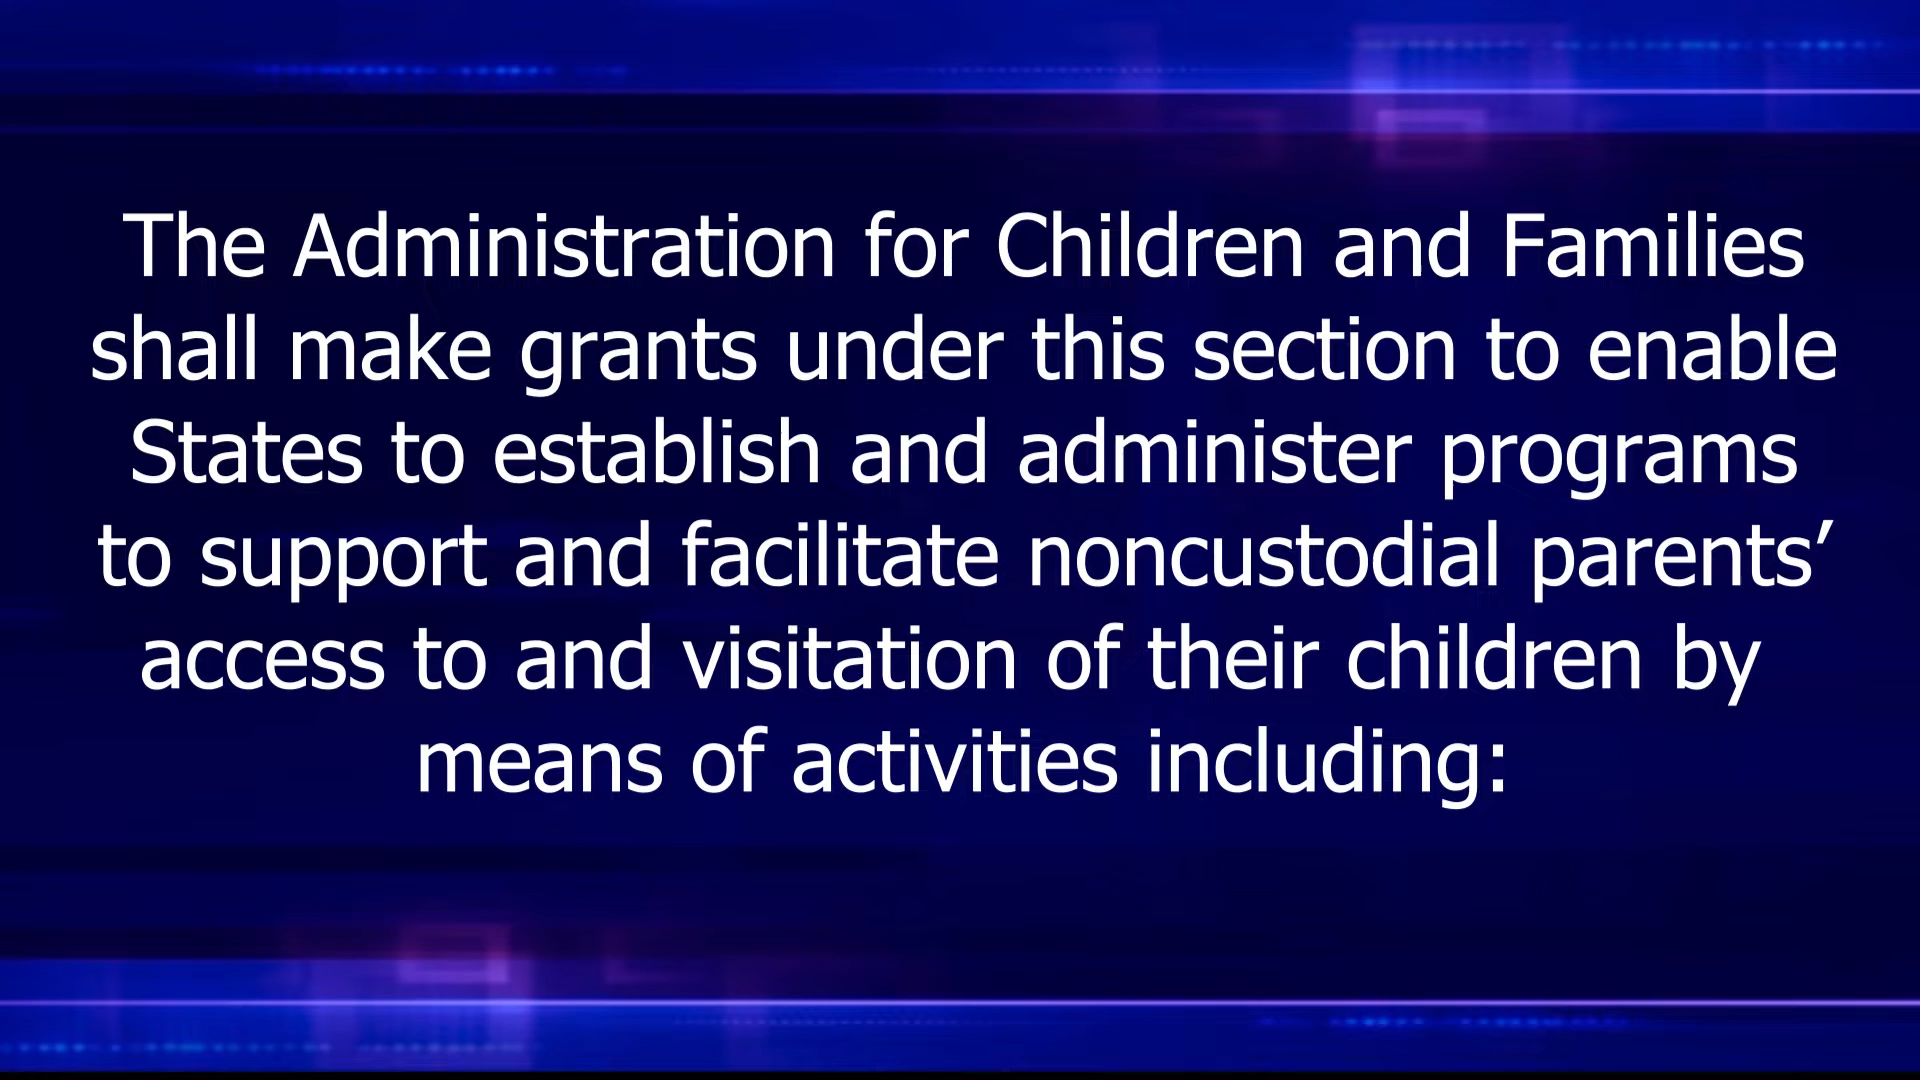 The Administration for Children and Families
shall make grants under this section to enable
States to establish and administer programs
to support and facilitate noncustodial parents’
access to and visitation of their children by
means of activities including: